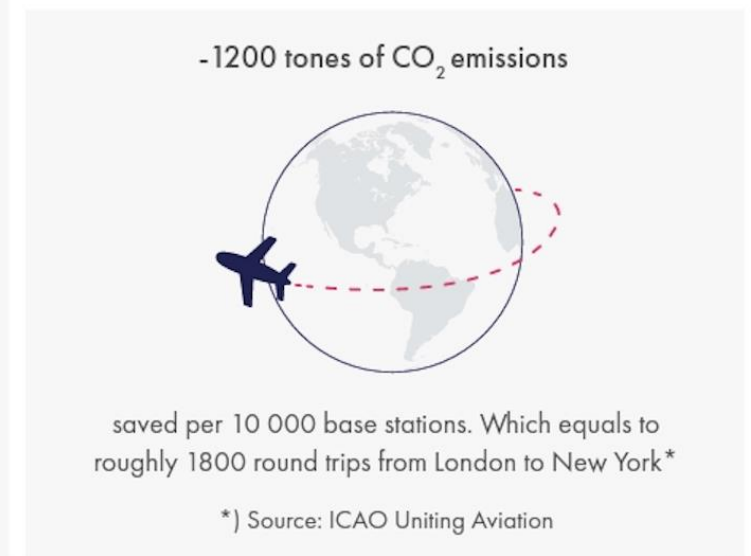 -1200 tones of CO₂ emissions
saved per 10 000 base stations. Which equals to
roughly 1800 round trips from London to New York*
*) Source: ICAO Uniting Aviation